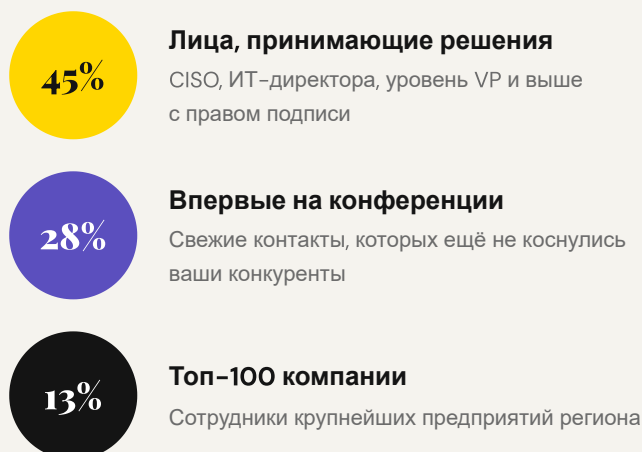 45%
Лица, принимающие решения
CISO, ИТ-директора, уровень VP и выше
с правом подписи
28%
Впервые на конференции
Свежие контакты, которых ещё не коснулись
ваши конкуренты
13%
Топ-100 компании
Сотрудники крупнейших предприятий региона